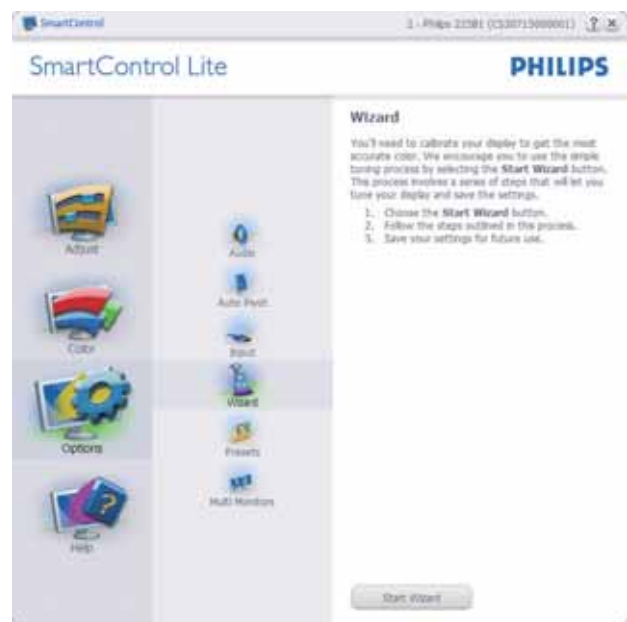 SmartControl
SmartControl Lite
PHILIPS
Adjust
Color
Options
Help
Audio
Auto Pivot
Input
Wizard
Presets
Multi Monitors
Wizard
You'll need to calibrate your display to get the most
accurate color. We encourage you to use the simple
tuning process by selecting the Start Wizard button.
This process involves a series of steps that will let you
tune your display and save the settings.
1. Choose the Start Wizard button.
2. Follow the steps outlined in this process.
3. Save your settings for future use.
Start Wizard